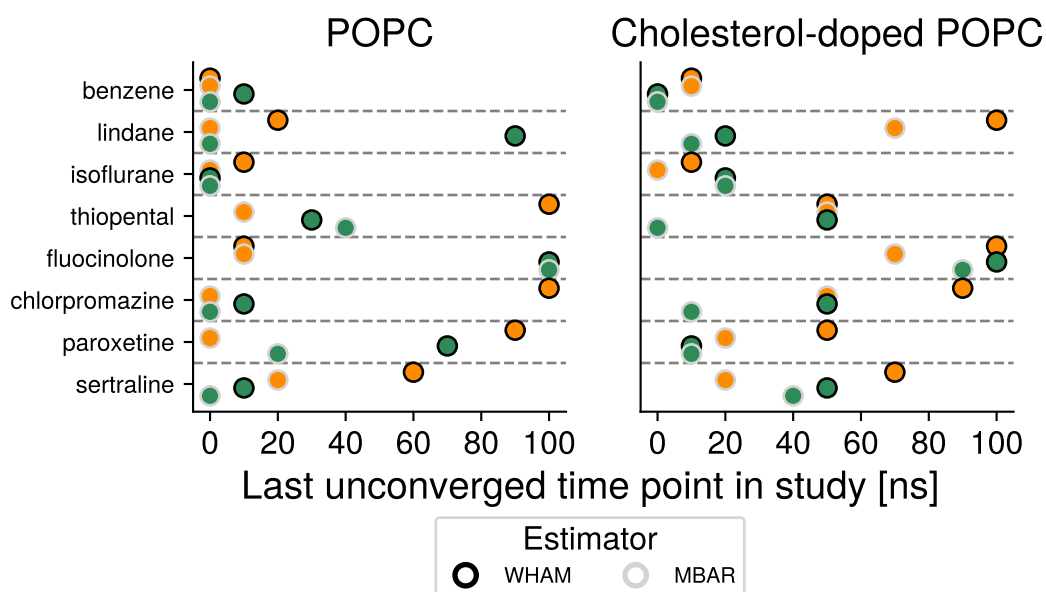 POPC
Cholesterol-doped POPC
benzene
lindane
isoflurane
thiopental
fluocinolone
chlorpromazine
paroxetine
sertraline
0 20 40 60 80 100
0 20 40 60 80 100
Last unconverged time point in study [ns]
Estimator
WHAM MBAR